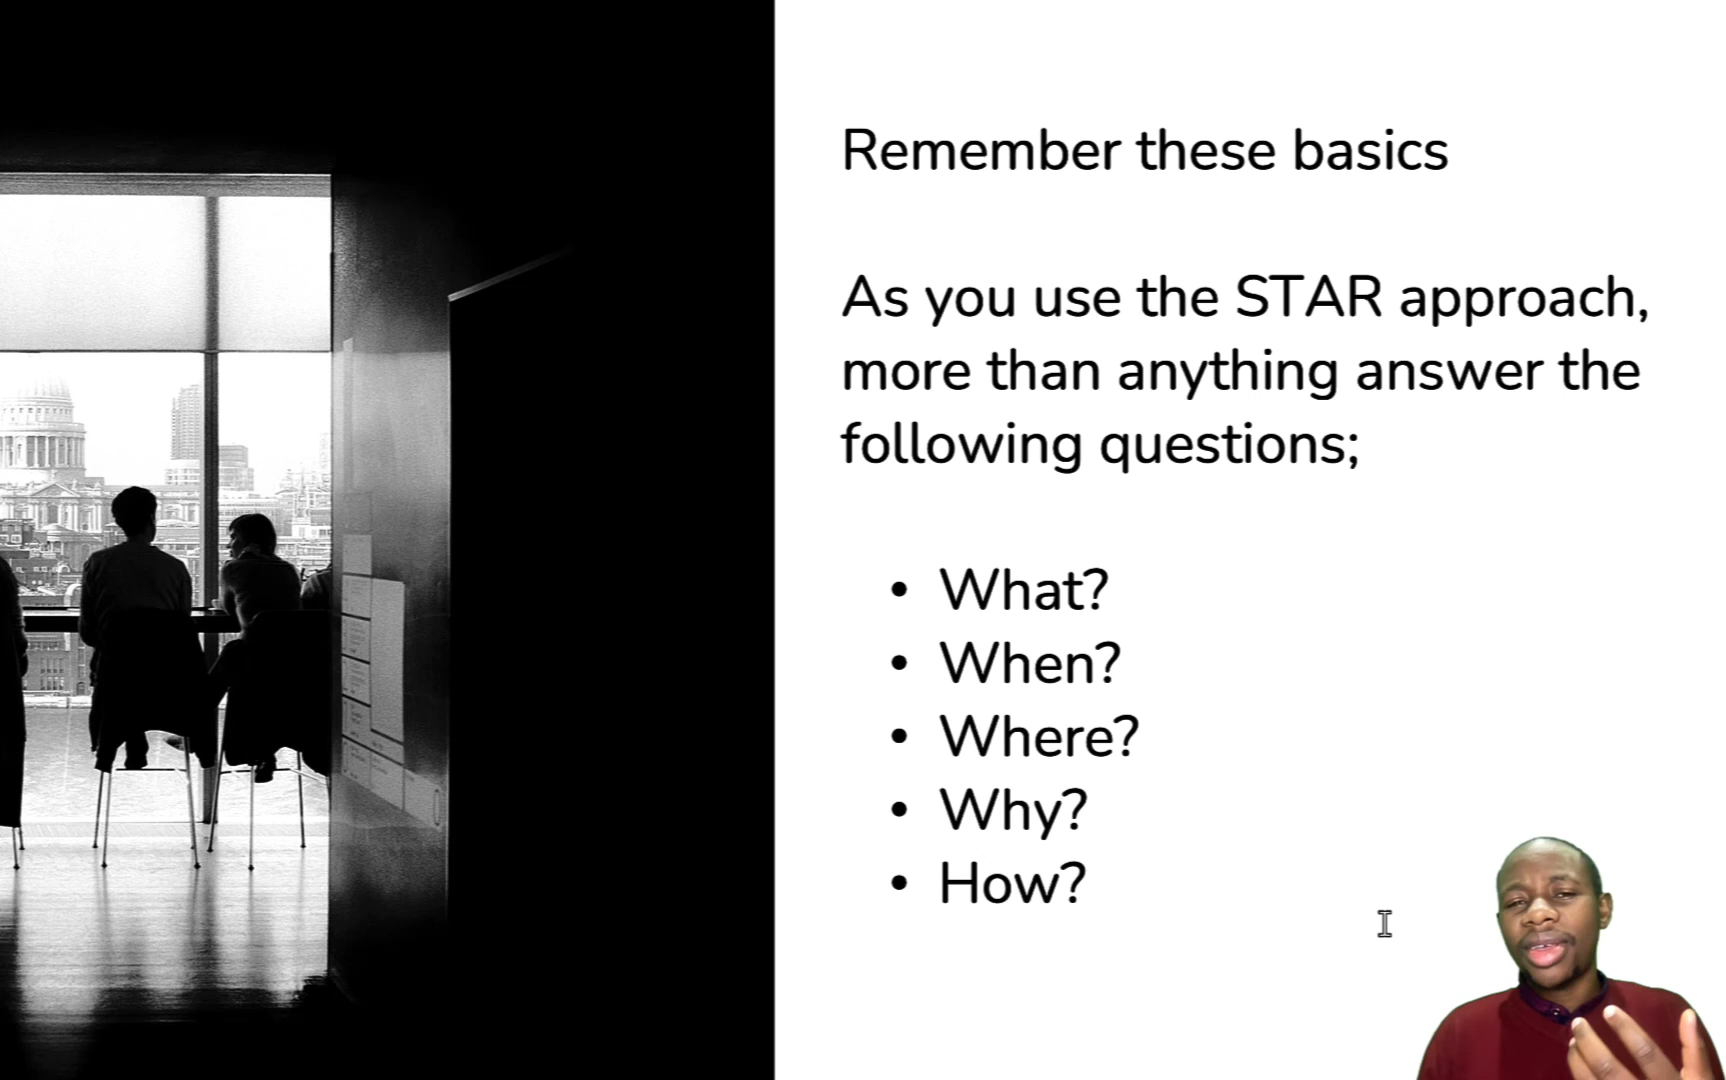 Remember these basics
As you use the STAR approach,
more than anything answer the
following questions;
• What?
• When?
• Where?
• Why?
• How?